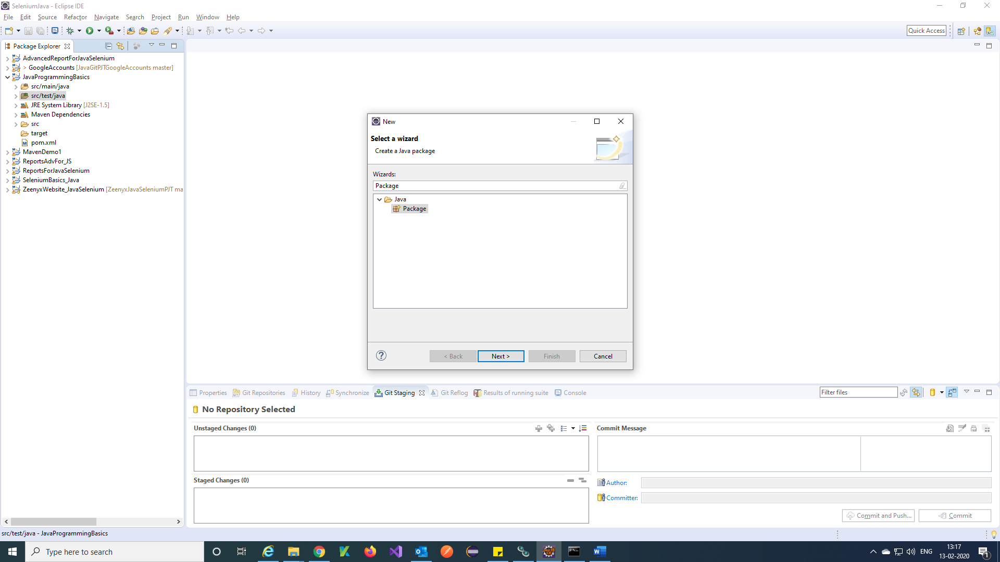 SeleniumJava - Eclipse IDE
File Edit Source Refactor Navigate Search Project Run Window Help
Quick Access
Package Explorer
AdvancedReportForJavaSelenium
> GoogleAccounts [JavaGitPJTGoogleAccounts master]
JavaProgrammingBasics
src/main/java
src/test/java
JRE System Library [J2SE-1.5]
Maven Dependencies
src
target
pom.xml
MavenDemo1
ReportsAdvFor_JS
ReportsForJavaSelenium
SeleniumBasics_Java
ZeenyxWebsite_JavaSelenium [ZeenyxJavaSeleniumPJT ma
New
Select a wizard
Create a Java package
Wizards:
Package
Java
Package
< Back Next > Finish Cancel
Properties Git Repositories History Synchronize Git Staging Git Reflog Results of running suite Console
Filter files
No Repository Selected
Unstaged Changes (0)
Staged Changes (0)
Commit Message
Author:
Committer:
Commit and Push... Commit
src/test/java - JavaProgrammingBasics
Type here to search
ENG
13:17
13-02-2020
1